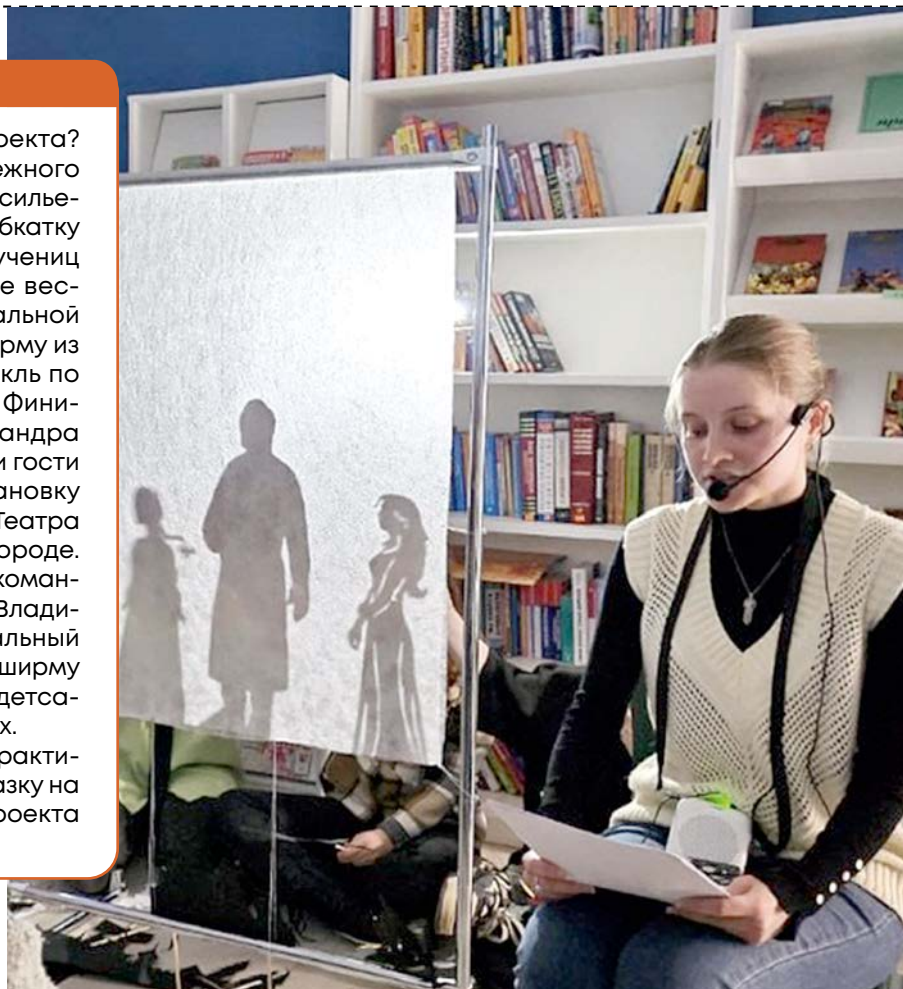 оекта?
ежного
силье-
бкатку
учениц
е вес-
альной
рму из
кль по
Фини-
андра
и гости
ановку
Театра
ороде.
коман-
Влади-
альный
ширму
детса-
х.
ракти-
азку на
роекта